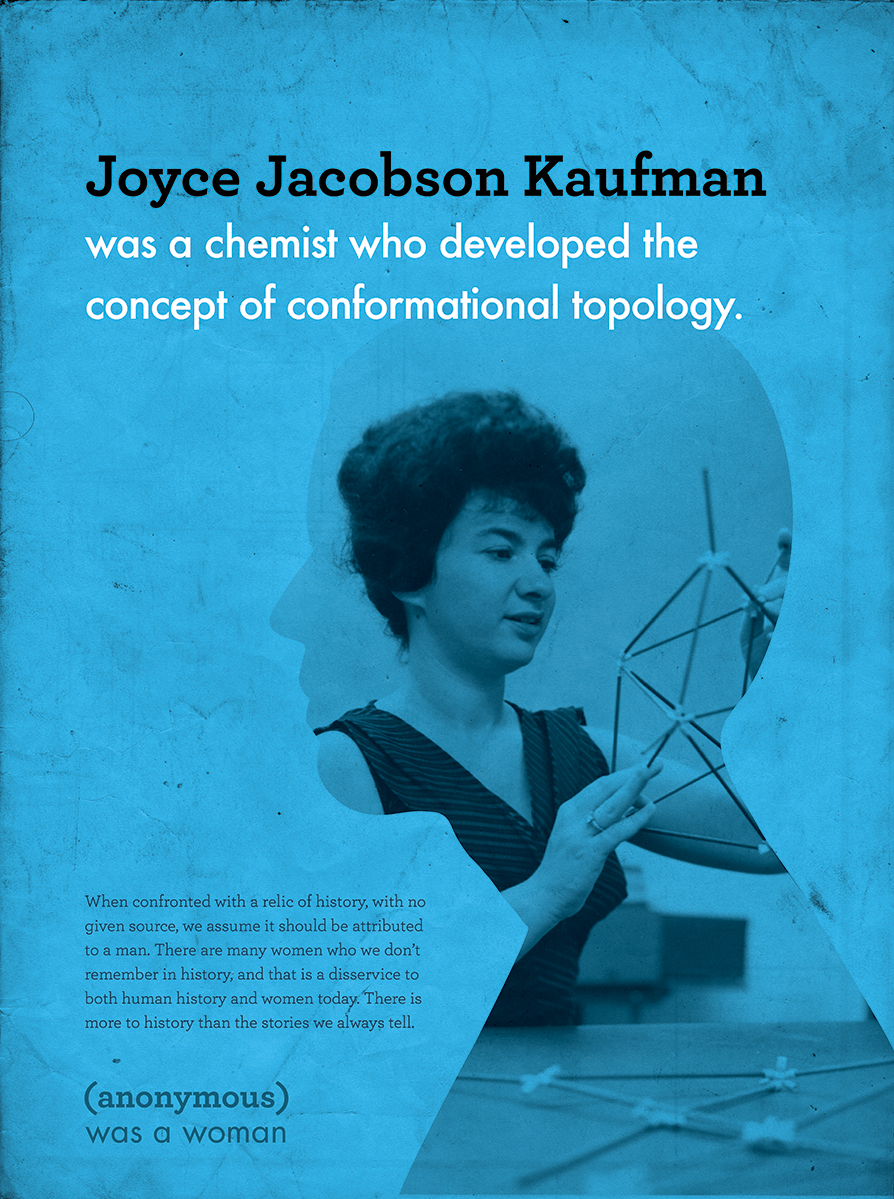 Joyce Jacobson Kaufman
was a chemist who developed the
concept of conformational topology.
When confronted with a relic of history, with no
given source, we assume it should be attributed
to a man. There are many women who we don't
remember in history, and that is a disservice to
both human history and women today. There is
more to history than the stories we always tell.
(anonymous)
was a woman